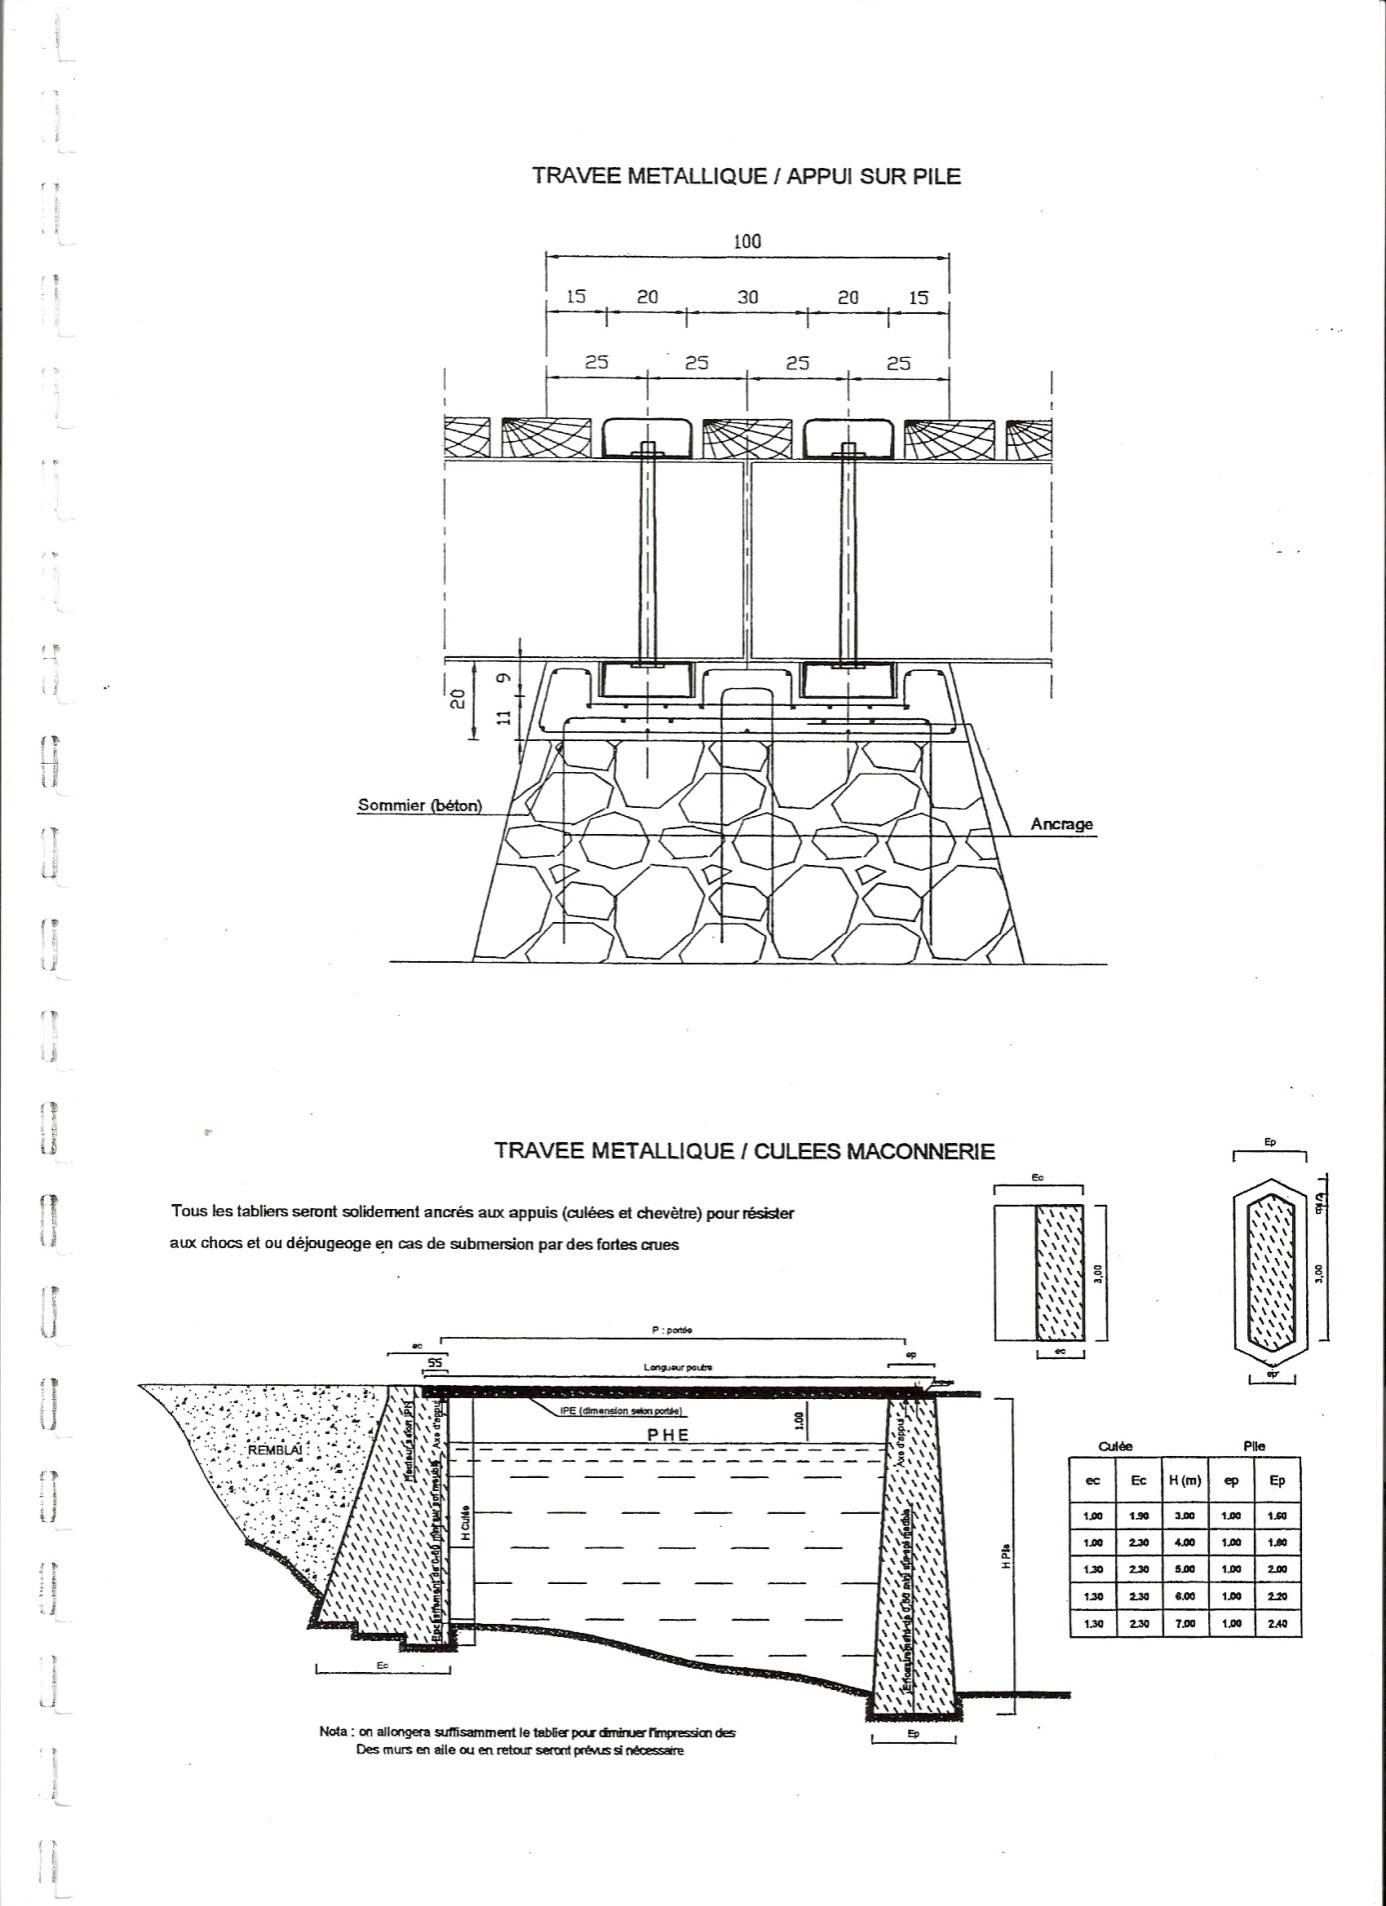 TRAVEE METALLIQUE / APPUI SUR PILE
100
15 20 30 20 15
25 25 25 25
9
20
11
Sommier (béton)
Ancrage
TRAVEE METALLIQUE / CULEES MACONNERIE
Tous les tabliers seront solidement ancrés aux appuis (culées et chevètre) pour résister
aux chocs et ou déjougeoge en cas de submersion par des fortes crues
Ec
3,00
ec
Ep
3,00
ep
P : portée
ec
55
Longueur poutre
ep
IPE (dimension selon portée)
1.00
PHE
REMBLAI
Hauteur selon IPN
Axe d'appui
Axe d'appui
H Culée
H Pile
Ec
Ep
Culée Pile
ec Ec H (m) ep Ep
1.00 1.90 3.00 1.00 1.60
1.00 2.30 4.00 1.00 1.80
1.30 2.30 5.00 1.00 2.00
1.30 2.30 6.00 1.00 2.20
1.30 2.30 7.00 1.00 2.40
Nota : on allongera suffisamment le tablier pour diminuer l'impression des
Des murs en aile ou en retour seront prévus si nécessaire